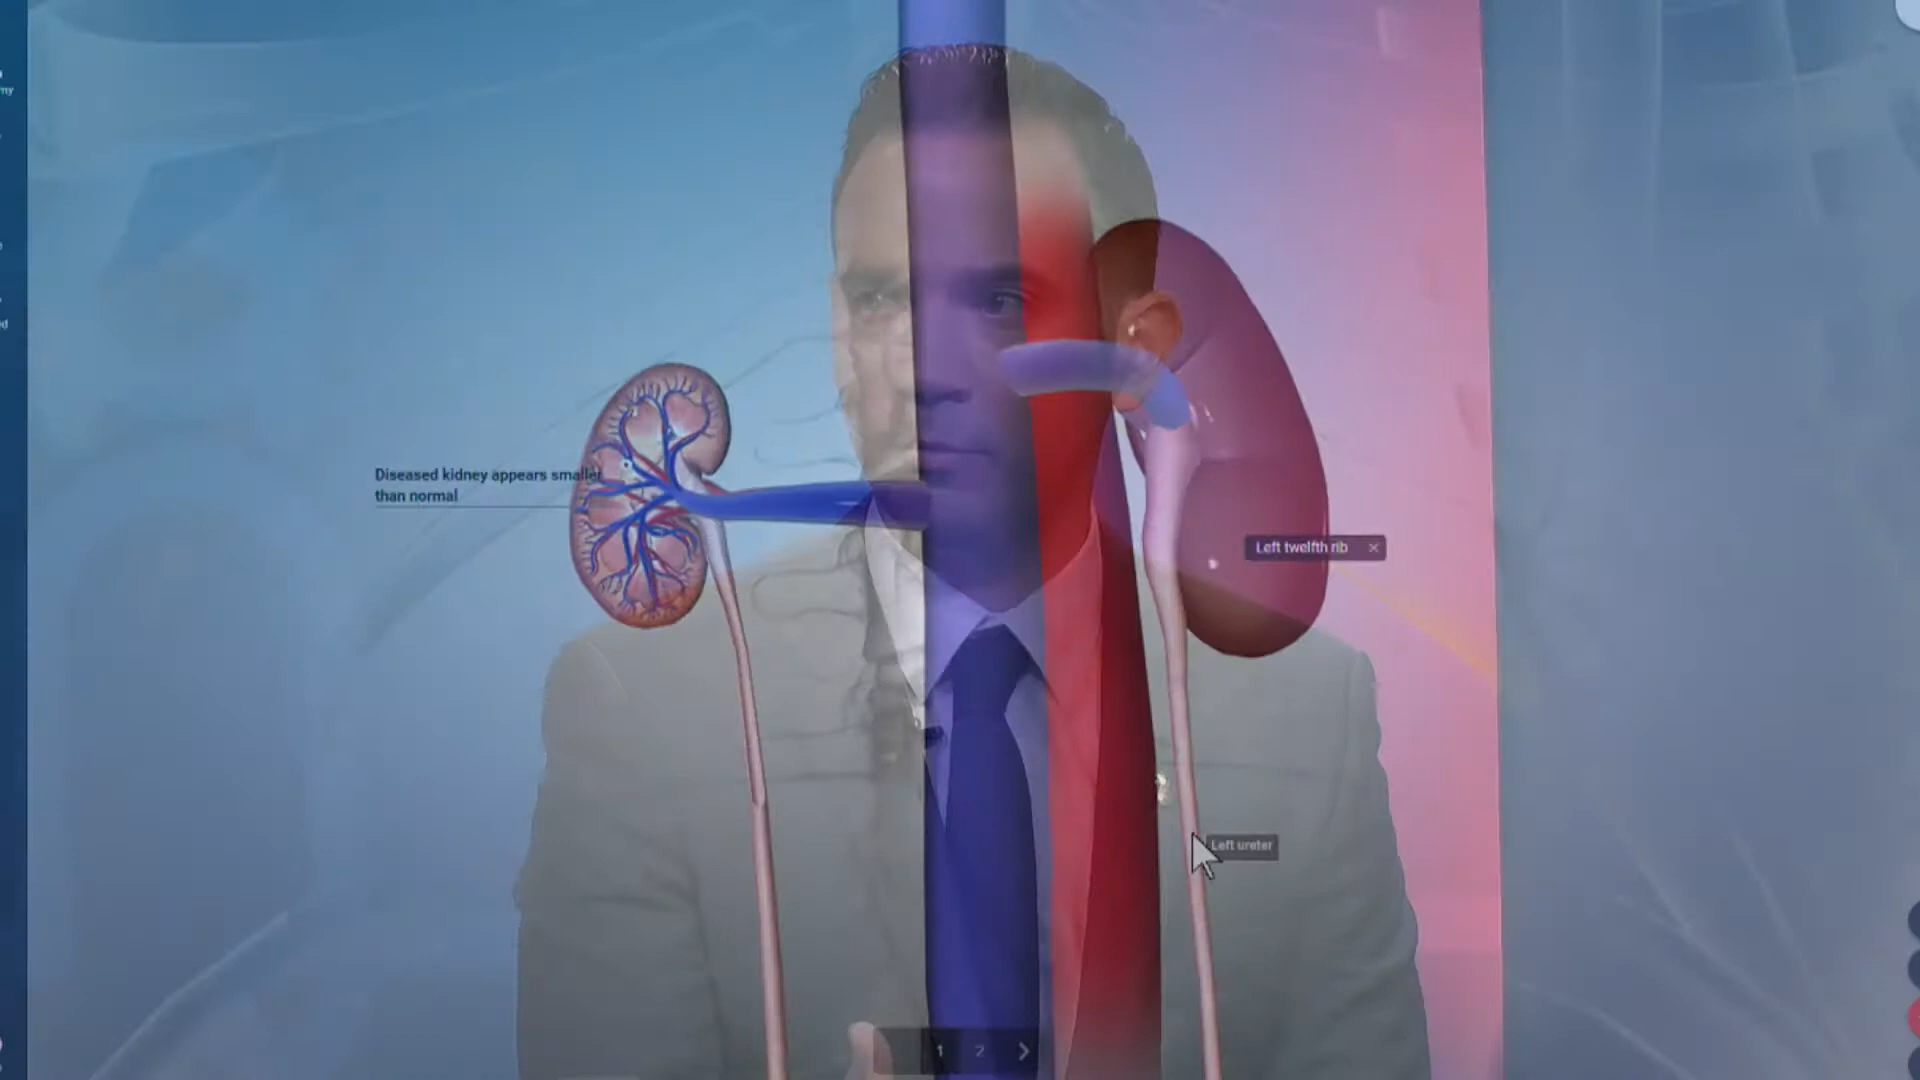 Diseased kidney appears smaller
than normal
Left twelfth rib ×
Left ureter
1 2